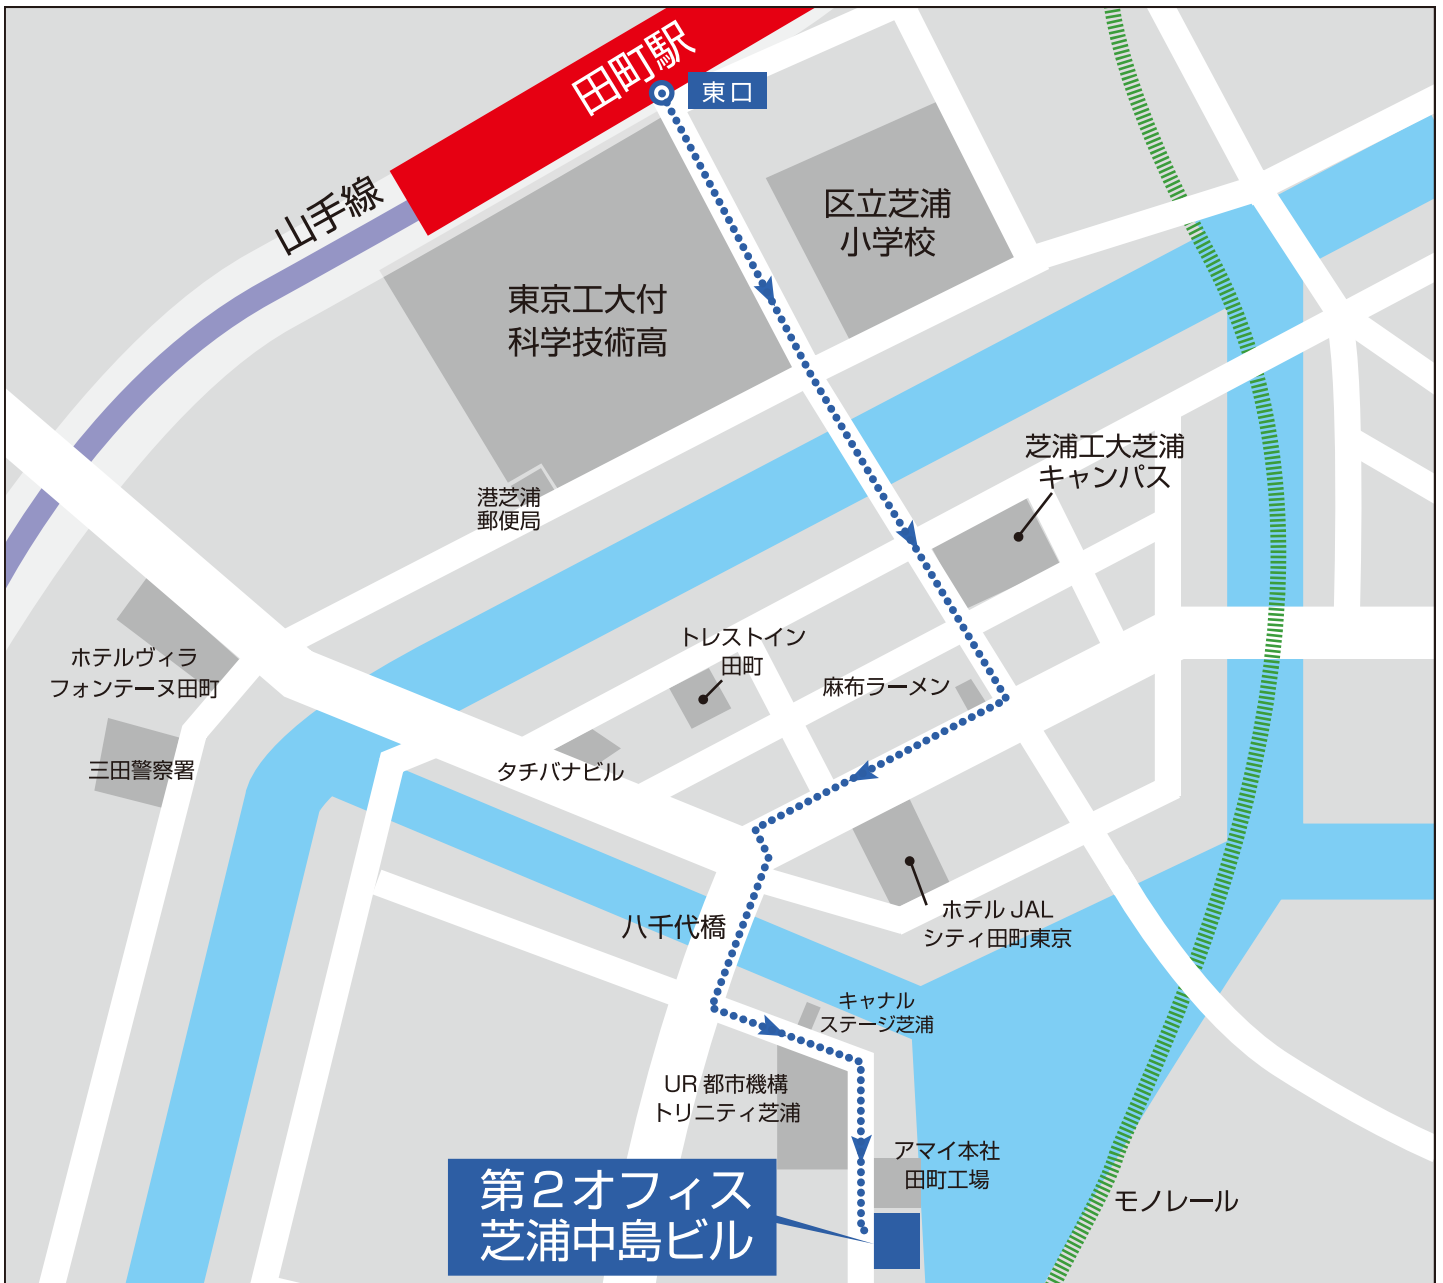 田町駅
東口
山手線
区立芝浦
小学校
東京工大付
科学技術高
芝浦工大芝浦
キャンパス
港芝浦
郵便局
トレストイン
田町
ホテルヴィラ
フォンテーヌ田町
麻布ラーメン
三田警察署
タチバナビル
八千代橋
ホテル JAL
シティ田町東京
キャナル
ステージ芝浦
UR 都市機構
トリニティ芝浦
アマイ本社
田町工場
第2オフィス
芝浦中島ビル
モノレール